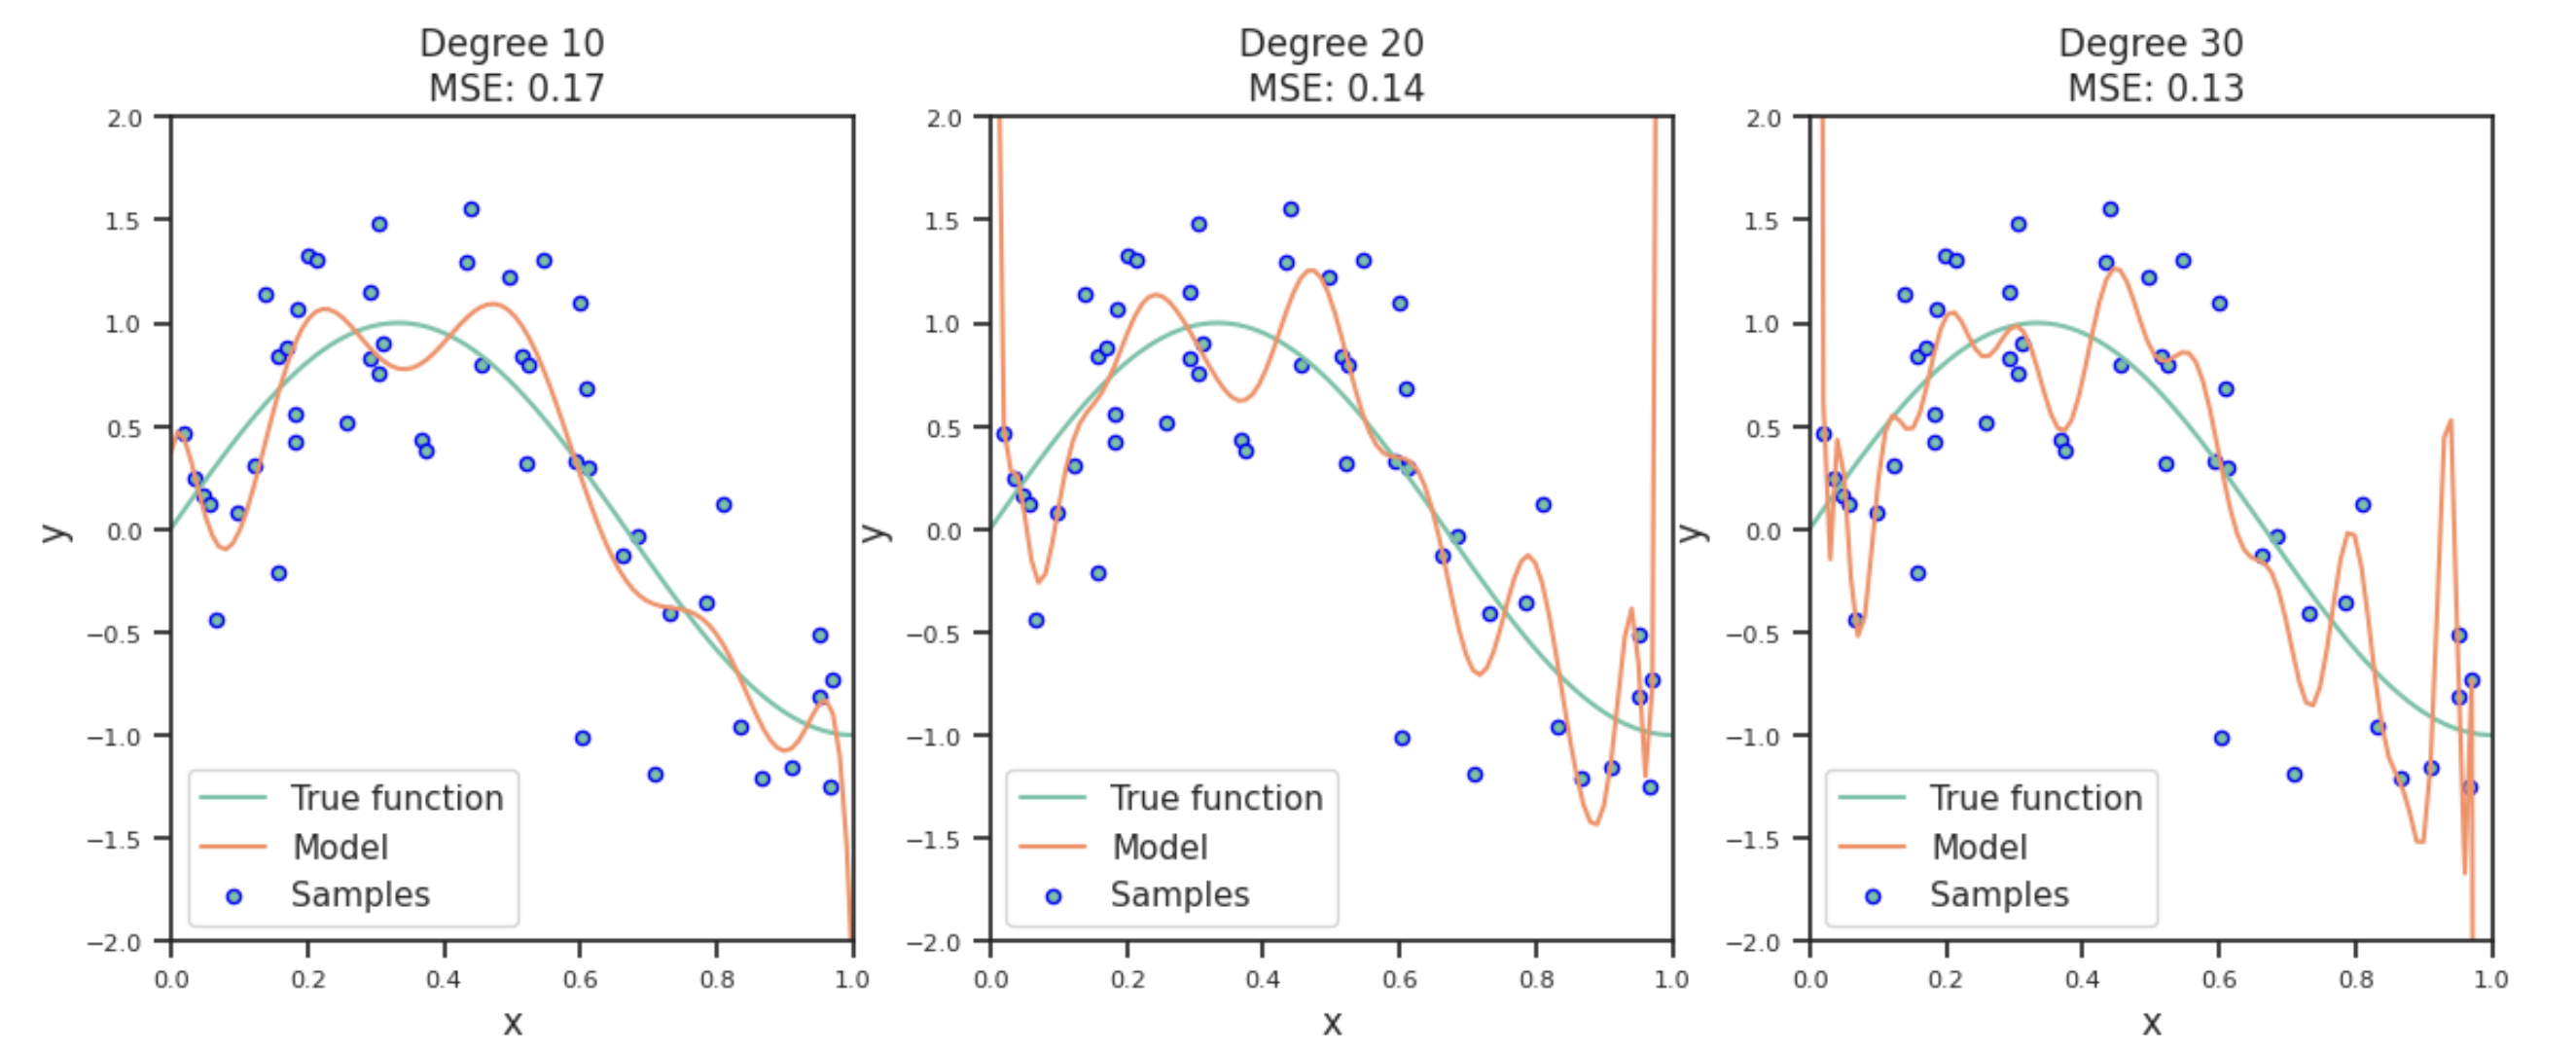 Degree 10
MSE: 0.17
2.0
1.5
1.0
0.5
0.0
−0.5
−1.0
−1.5
−2.0
y
True function
Model
Samples
0.0 0.2 0.4 0.6 0.8 1.0
x
Degree 20
MSE: 0.14
2.0
1.5
1.0
0.5
0.0
−0.5
−1.0
−1.5
−2.0
y
True function
Model
Samples
0.0 0.2 0.4 0.6 0.8 1.0
x
Degree 30
MSE: 0.13
2.0
1.5
1.0
0.5
0.0
−0.5
−1.0
−1.5
−2.0
y
True function
Model
Samples
0.0 0.2 0.4 0.6 0.8 1.0
x